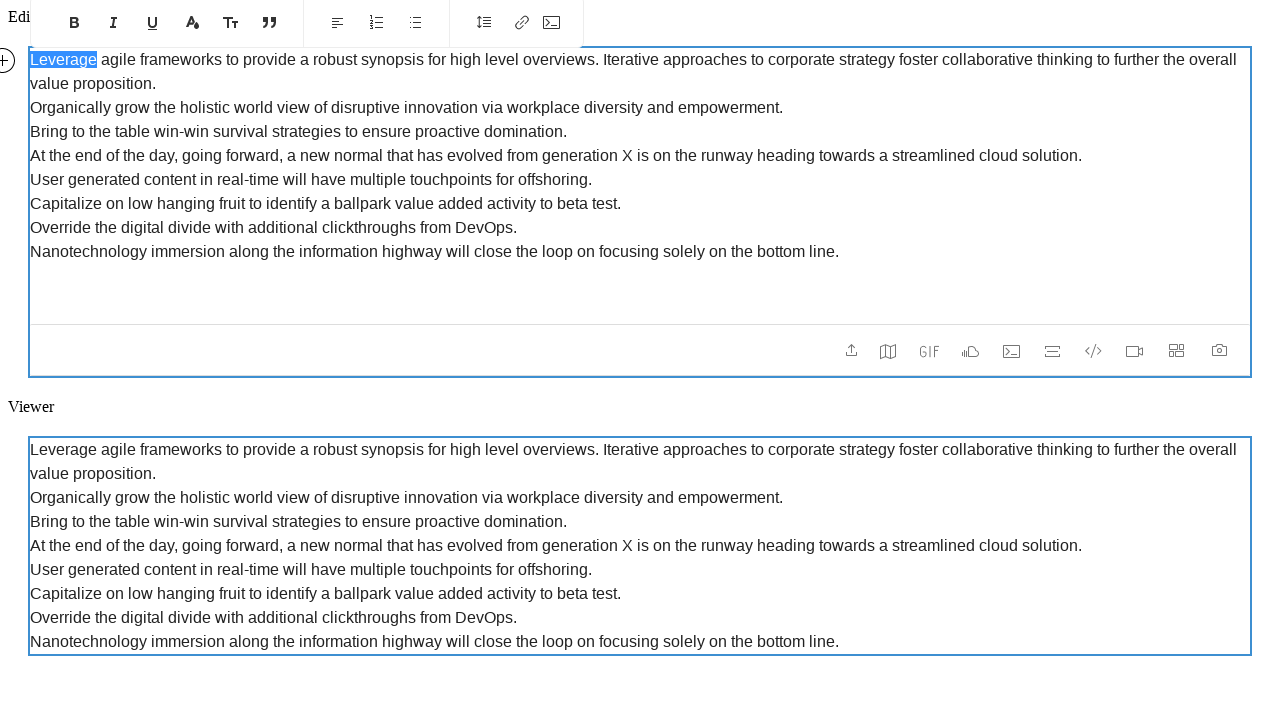 Edi
Leverage agile frameworks to provide a robust synopsis for high level overviews. Iterative approaches to corporate strategy foster collaborative thinking to further the overall
value proposition.
Organically grow the holistic world view of disruptive innovation via workplace diversity and empowerment.
Bring to the table win-win survival strategies to ensure proactive domination.
At the end of the day, going forward, a new normal that has evolved from generation X is on the runway heading towards a streamlined cloud solution.
User generated content in real-time will have multiple touchpoints for offshoring.
Capitalize on low hanging fruit to identify a ballpark value added activity to beta test.
Override the digital divide with additional clickthroughs from DevOps.
Nanotechnology immersion along the information highway will close the loop on focusing solely on the bottom line.
GIF
Viewer
Leverage agile frameworks to provide a robust synopsis for high level overviews. Iterative approaches to corporate strategy foster collaborative thinking to further the overall
value proposition.
Organically grow the holistic world view of disruptive innovation via workplace diversity and empowerment.
Bring to the table win-win survival strategies to ensure proactive domination.
At the end of the day, going forward, a new normal that has evolved from generation X is on the runway heading towards a streamlined cloud solution.
User generated content in real-time will have multiple touchpoints for offshoring.
Capitalize on low hanging fruit to identify a ballpark value added activity to beta test.
Override the digital divide with additional clickthroughs from DevOps.
Nanotechnology immersion along the information highway will close the loop on focusing solely on the bottom line.